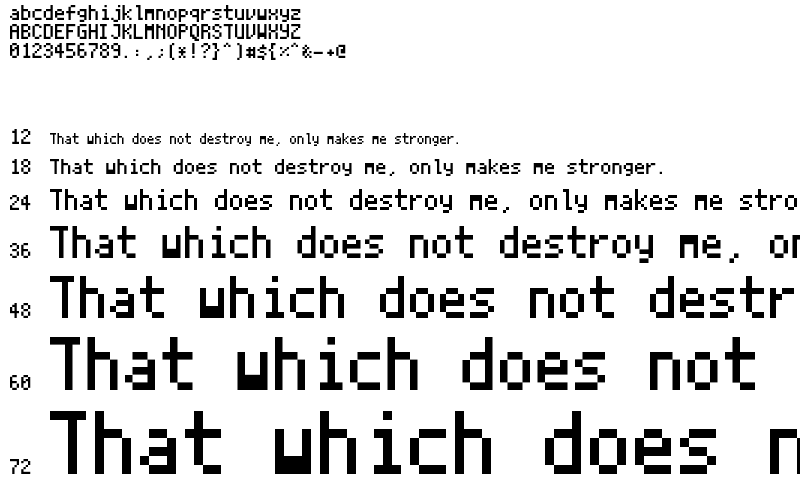 abcdefghijklmnopqrstuvwxyz
ABCDEFGHIJKLMNOPQRSTUVWXYZ
0123456789.:,;(*!?}^)#${%^&-+@
12 That which does not destroy me, only makes me stronger.
18 That which does not destroy me, only makes me stronger.
24 That which does not destroy me, only makes me stro
36 That which does not destroy me, or
48 That which does not destr
60 That which does not
72 That which does n